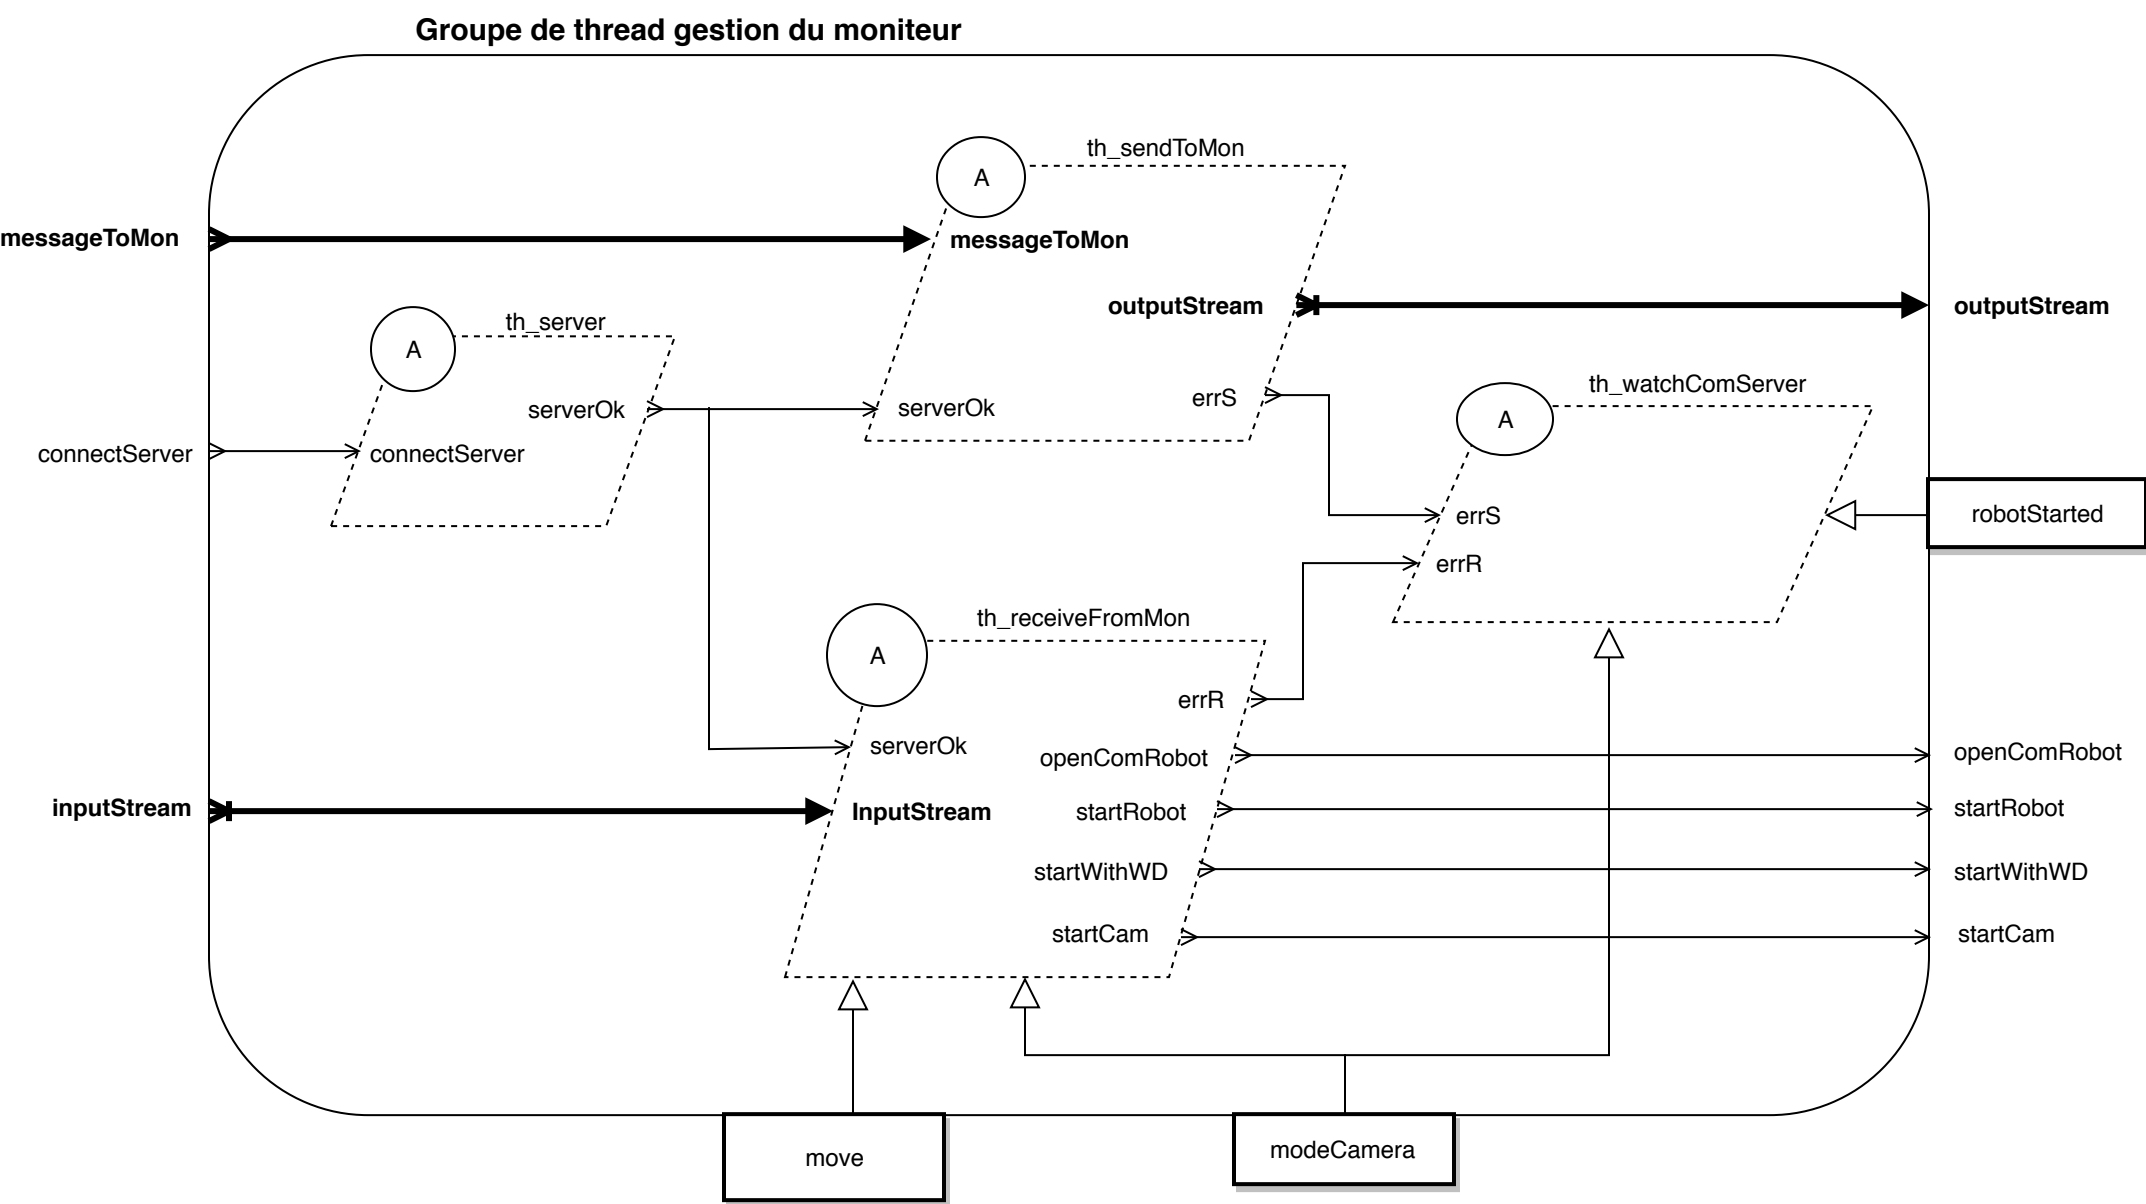 Groupe de thread gestion du moniteur
th_sendToMon
A
messageToMon
messageToMon
outputStream
outputStream
th_server
A
serverOk
connectServer
connectServer
serverOk
errS
th_watchComServer
A
errS
errR
robotStarted
th_receiveFromMon
A
errR
serverOk
openComRobot
openComRobot
inputStream
InputStream
startRobot
startRobot
startWithWD
startWithWD
startCam
startCam
move
modeCamera